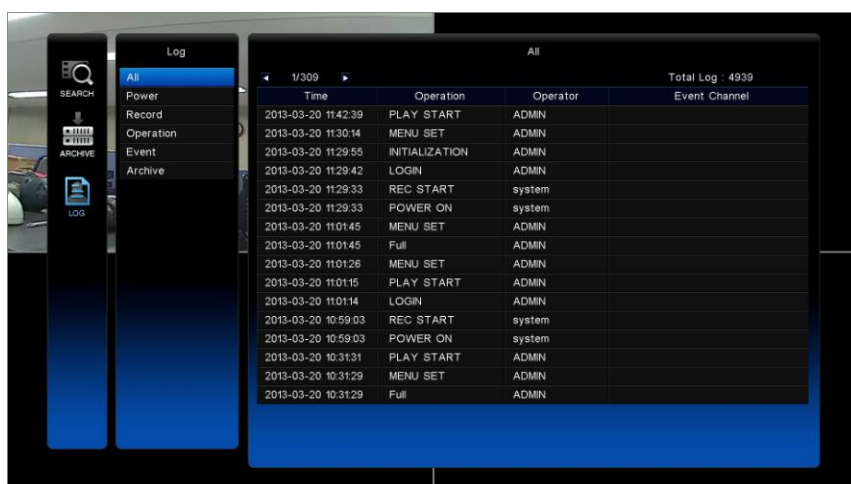 SEARCH
ARCHIVE
LOG
Log
All
Power
Record
Operation
Event
Archive
All
1/309
Total Log : 4939
Time Operation Operator Event Channel
2013-03-20 11:42:39 PLAY START ADMIN
2013-03-20 11:30:14 MENU SET ADMIN
2013-03-20 11:29:55 INITIALIZATION ADMIN
2013-03-20 11:29:42 LOGIN ADMIN
2013-03-20 11:29:33 REC START system
2013-03-20 11:29:33 POWER ON system
2013-03-20 11:01:45 MENU SET ADMIN
2013-03-20 11:01:45 Full ADMIN
2013-03-20 11:01:26 MENU SET ADMIN
2013-03-20 11:01:15 PLAY START ADMIN
2013-03-20 11:01:14 LOGIN ADMIN
2013-03-20 10:59:03 REC START system
2013-03-20 10:59:03 POWER ON system
2013-03-20 10:31:31 PLAY START ADMIN
2013-03-20 10:31:29 MENU SET ADMIN
2013-03-20 10:31:29 Full ADMIN